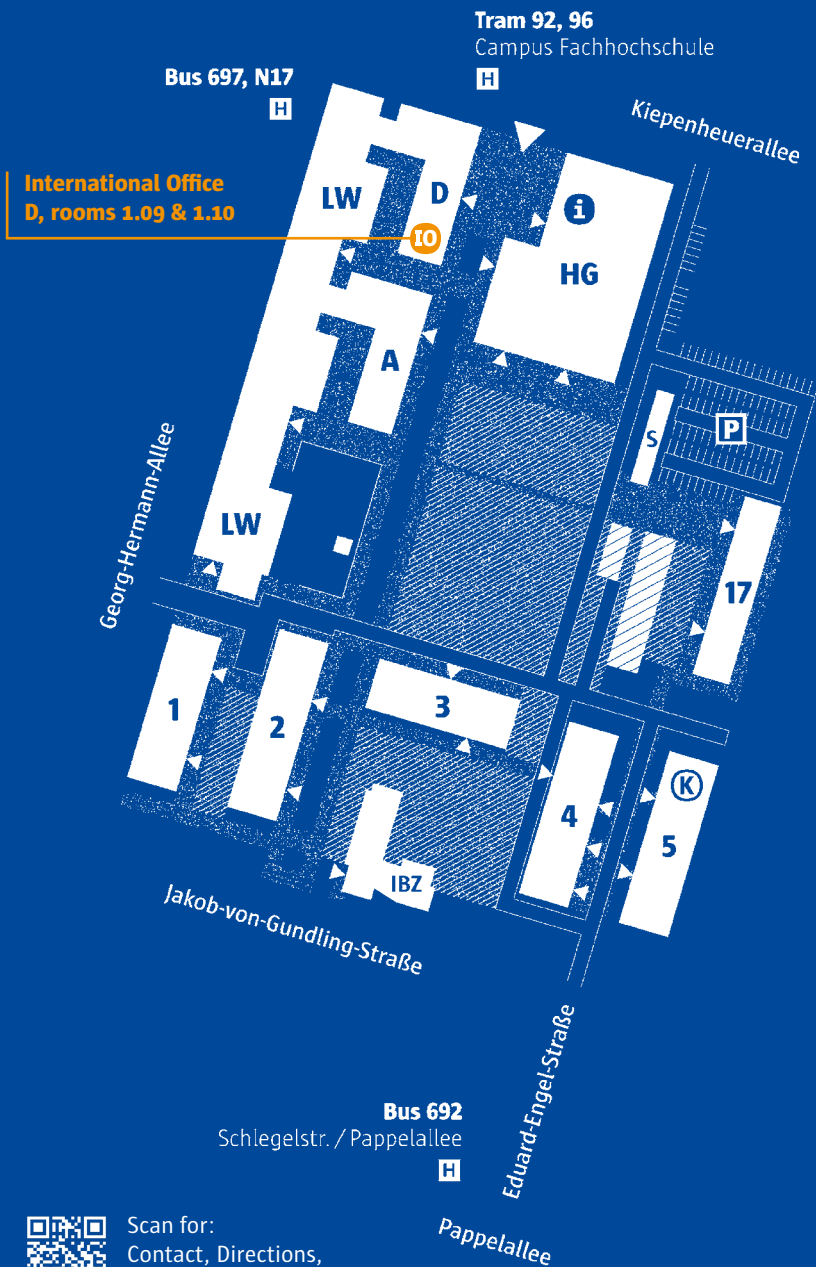 Tram 92, 96
Campus Fachhochschule
H
Bus 697, N17
H
Kiepenheuerallee
International Office
D, rooms 1.09 & 1.10
LW
D
i
IO
HG
A
S
P
Georg-Hermann-Allee
LW
17
1
2
3
4
K
5
IBZ
Jakob-von-Gundling-Straße
Eduard-Engel-Straße
Bus 692
Schlegelstr. / Pappelallee
H
Pappelallee
Scan for:
Contact, Directions,